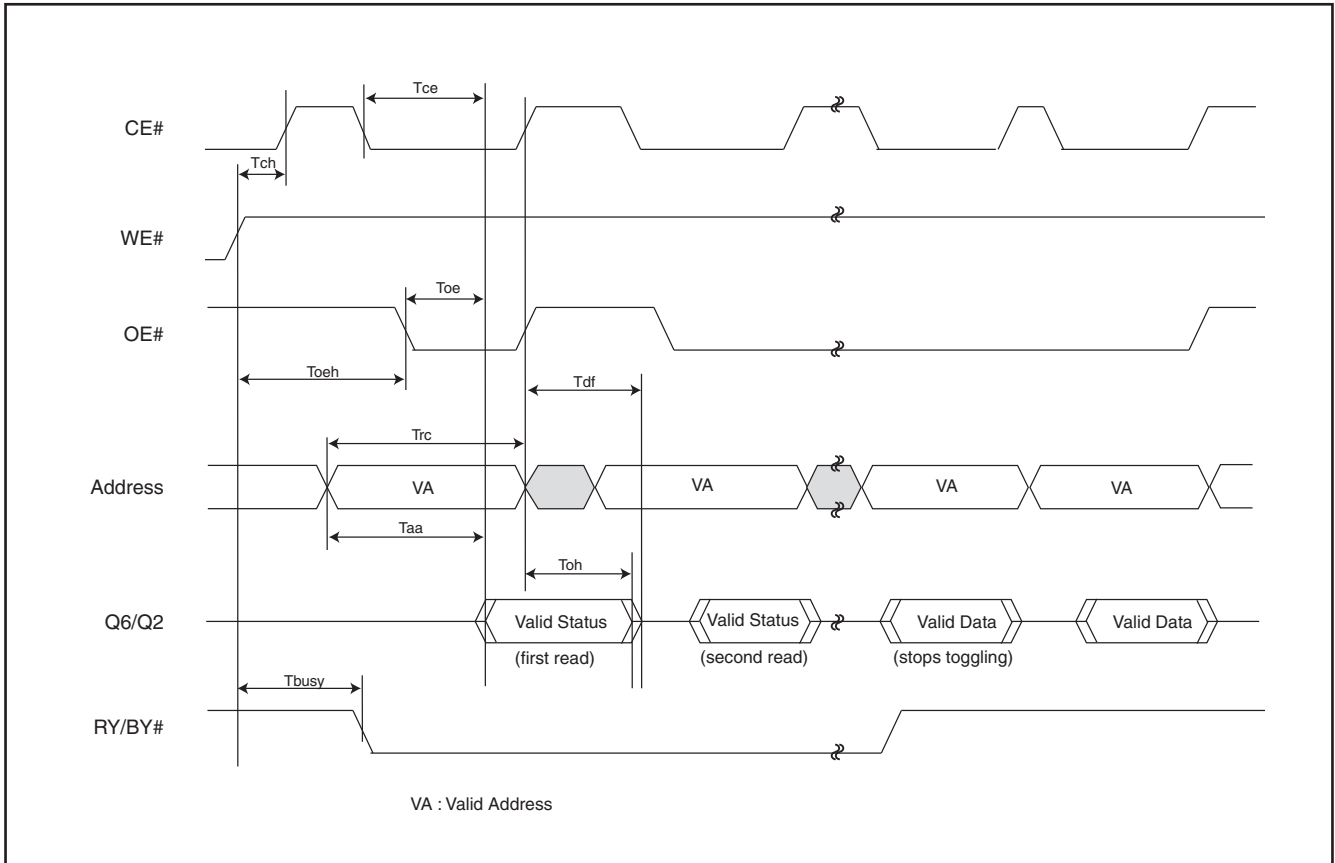 Tce
CE#
Tch
WE#
Toe
OE#
Toeh
Tdf
Trc
Address
VA
VA
VA
VA
Taa
Toh
Q6/Q2
Valid Status
Valid Status
Valid Data
Valid Data
(first read)
(second read)
(stops toggling)
Tbusy
RY/BY#
VA : Valid Address